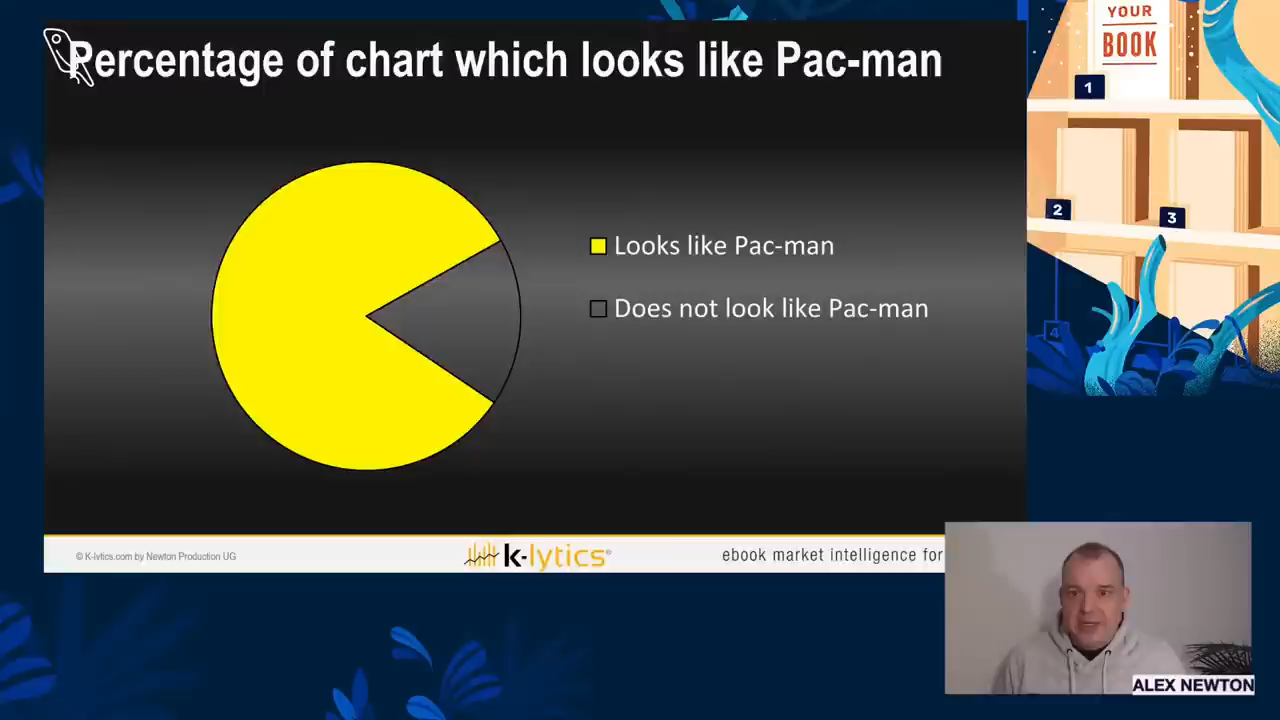 Percentage of chart which looks like Pac-man
YOUR
BOOK
1
2
3
4
Looks like Pac-man
Does not look like Pac-man
© K-lytics.com by Newton Production UG
k-lytics®
ebook market intelligence for
ALEX NEWTON